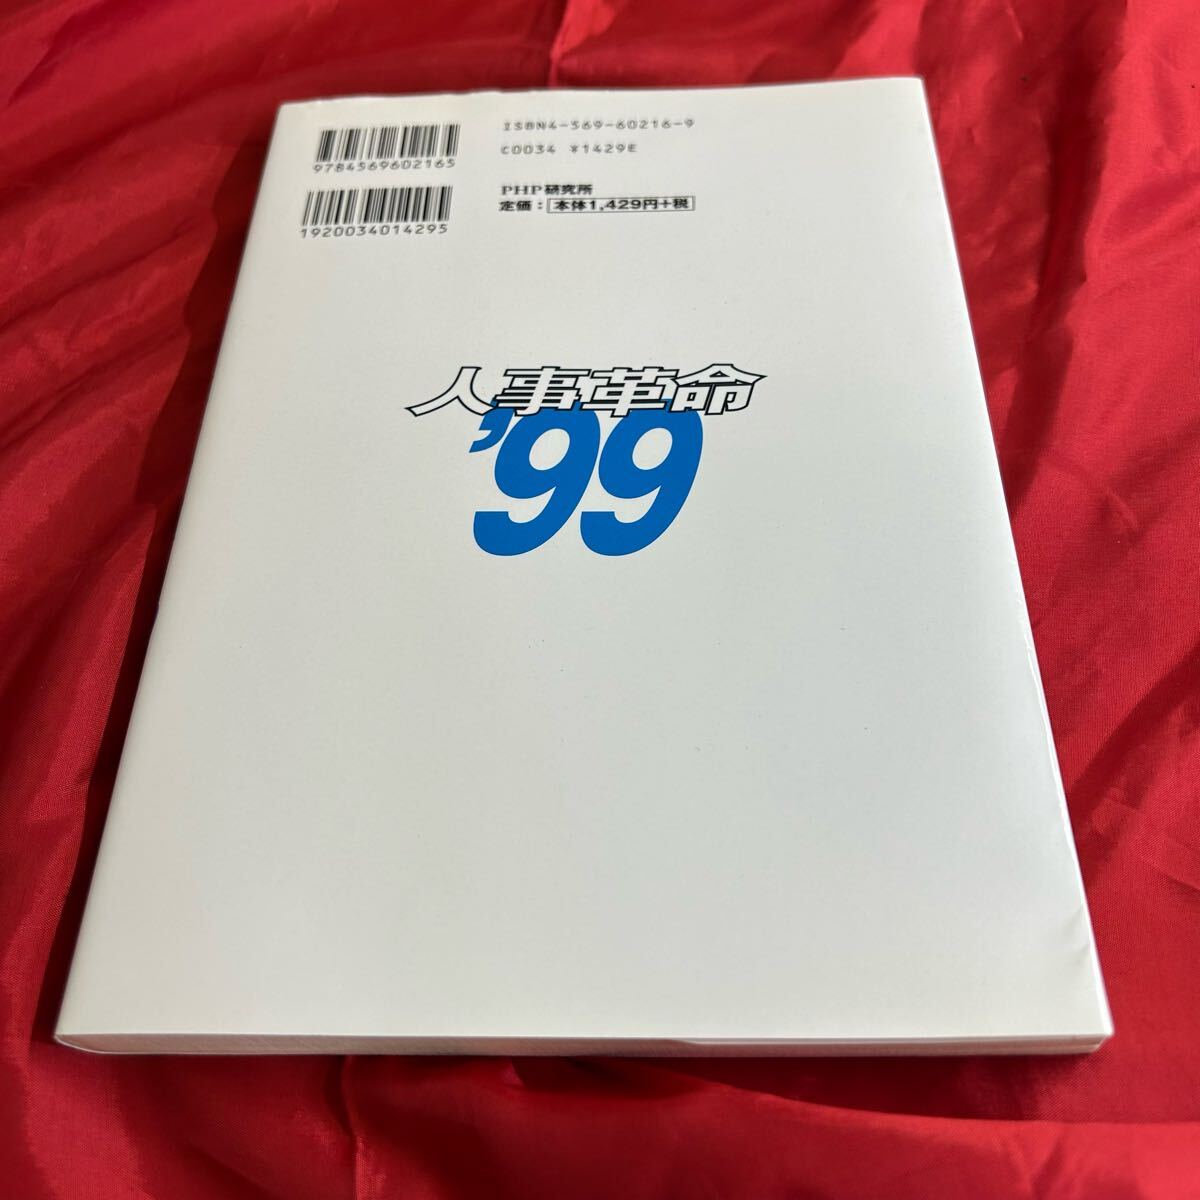 9784569602165
1920034014295
ISBN4-569-60216-9
C0034 ¥1429E
PHP研究所
定価：本体1,429円+税
人事革命
'99